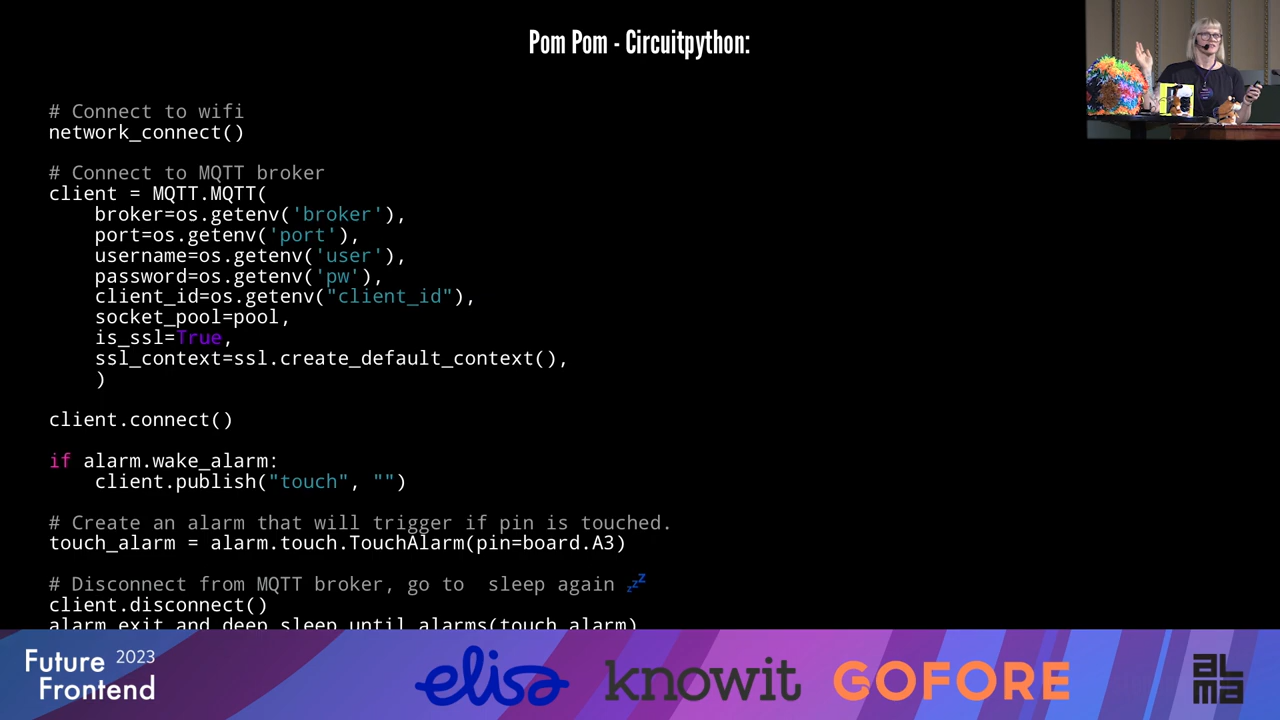 Pom Pom - Circuitpython:
# Connect to wifi
network_connect()
# Connect to MQTT broker
client = MQTT.MQTT(
broker=os.getenv('broker'),
port=os.getenv('port'),
username=os.getenv('user'),
password=os.getenv('pw'),
client_id=os.getenv("client_id"),
socket_pool=pool,
is_ssl=True,
ssl_context=ssl.create_default_context(),
)
client.connect()
if alarm.wake_alarm:
client.publish("touch", "")
# Create an alarm that will trigger if pin is touched.
touch_alarm = alarm.touch.TouchAlarm(pin=board.A3)
# Disconnect from MQTT broker, go to  sleep again 💤
client.disconnect()
alarm.exit_and_deep_sleep_until_alarms(touch_alarm)
Future 2023
Frontend
elisa
knowit
GOFORE
ALMA